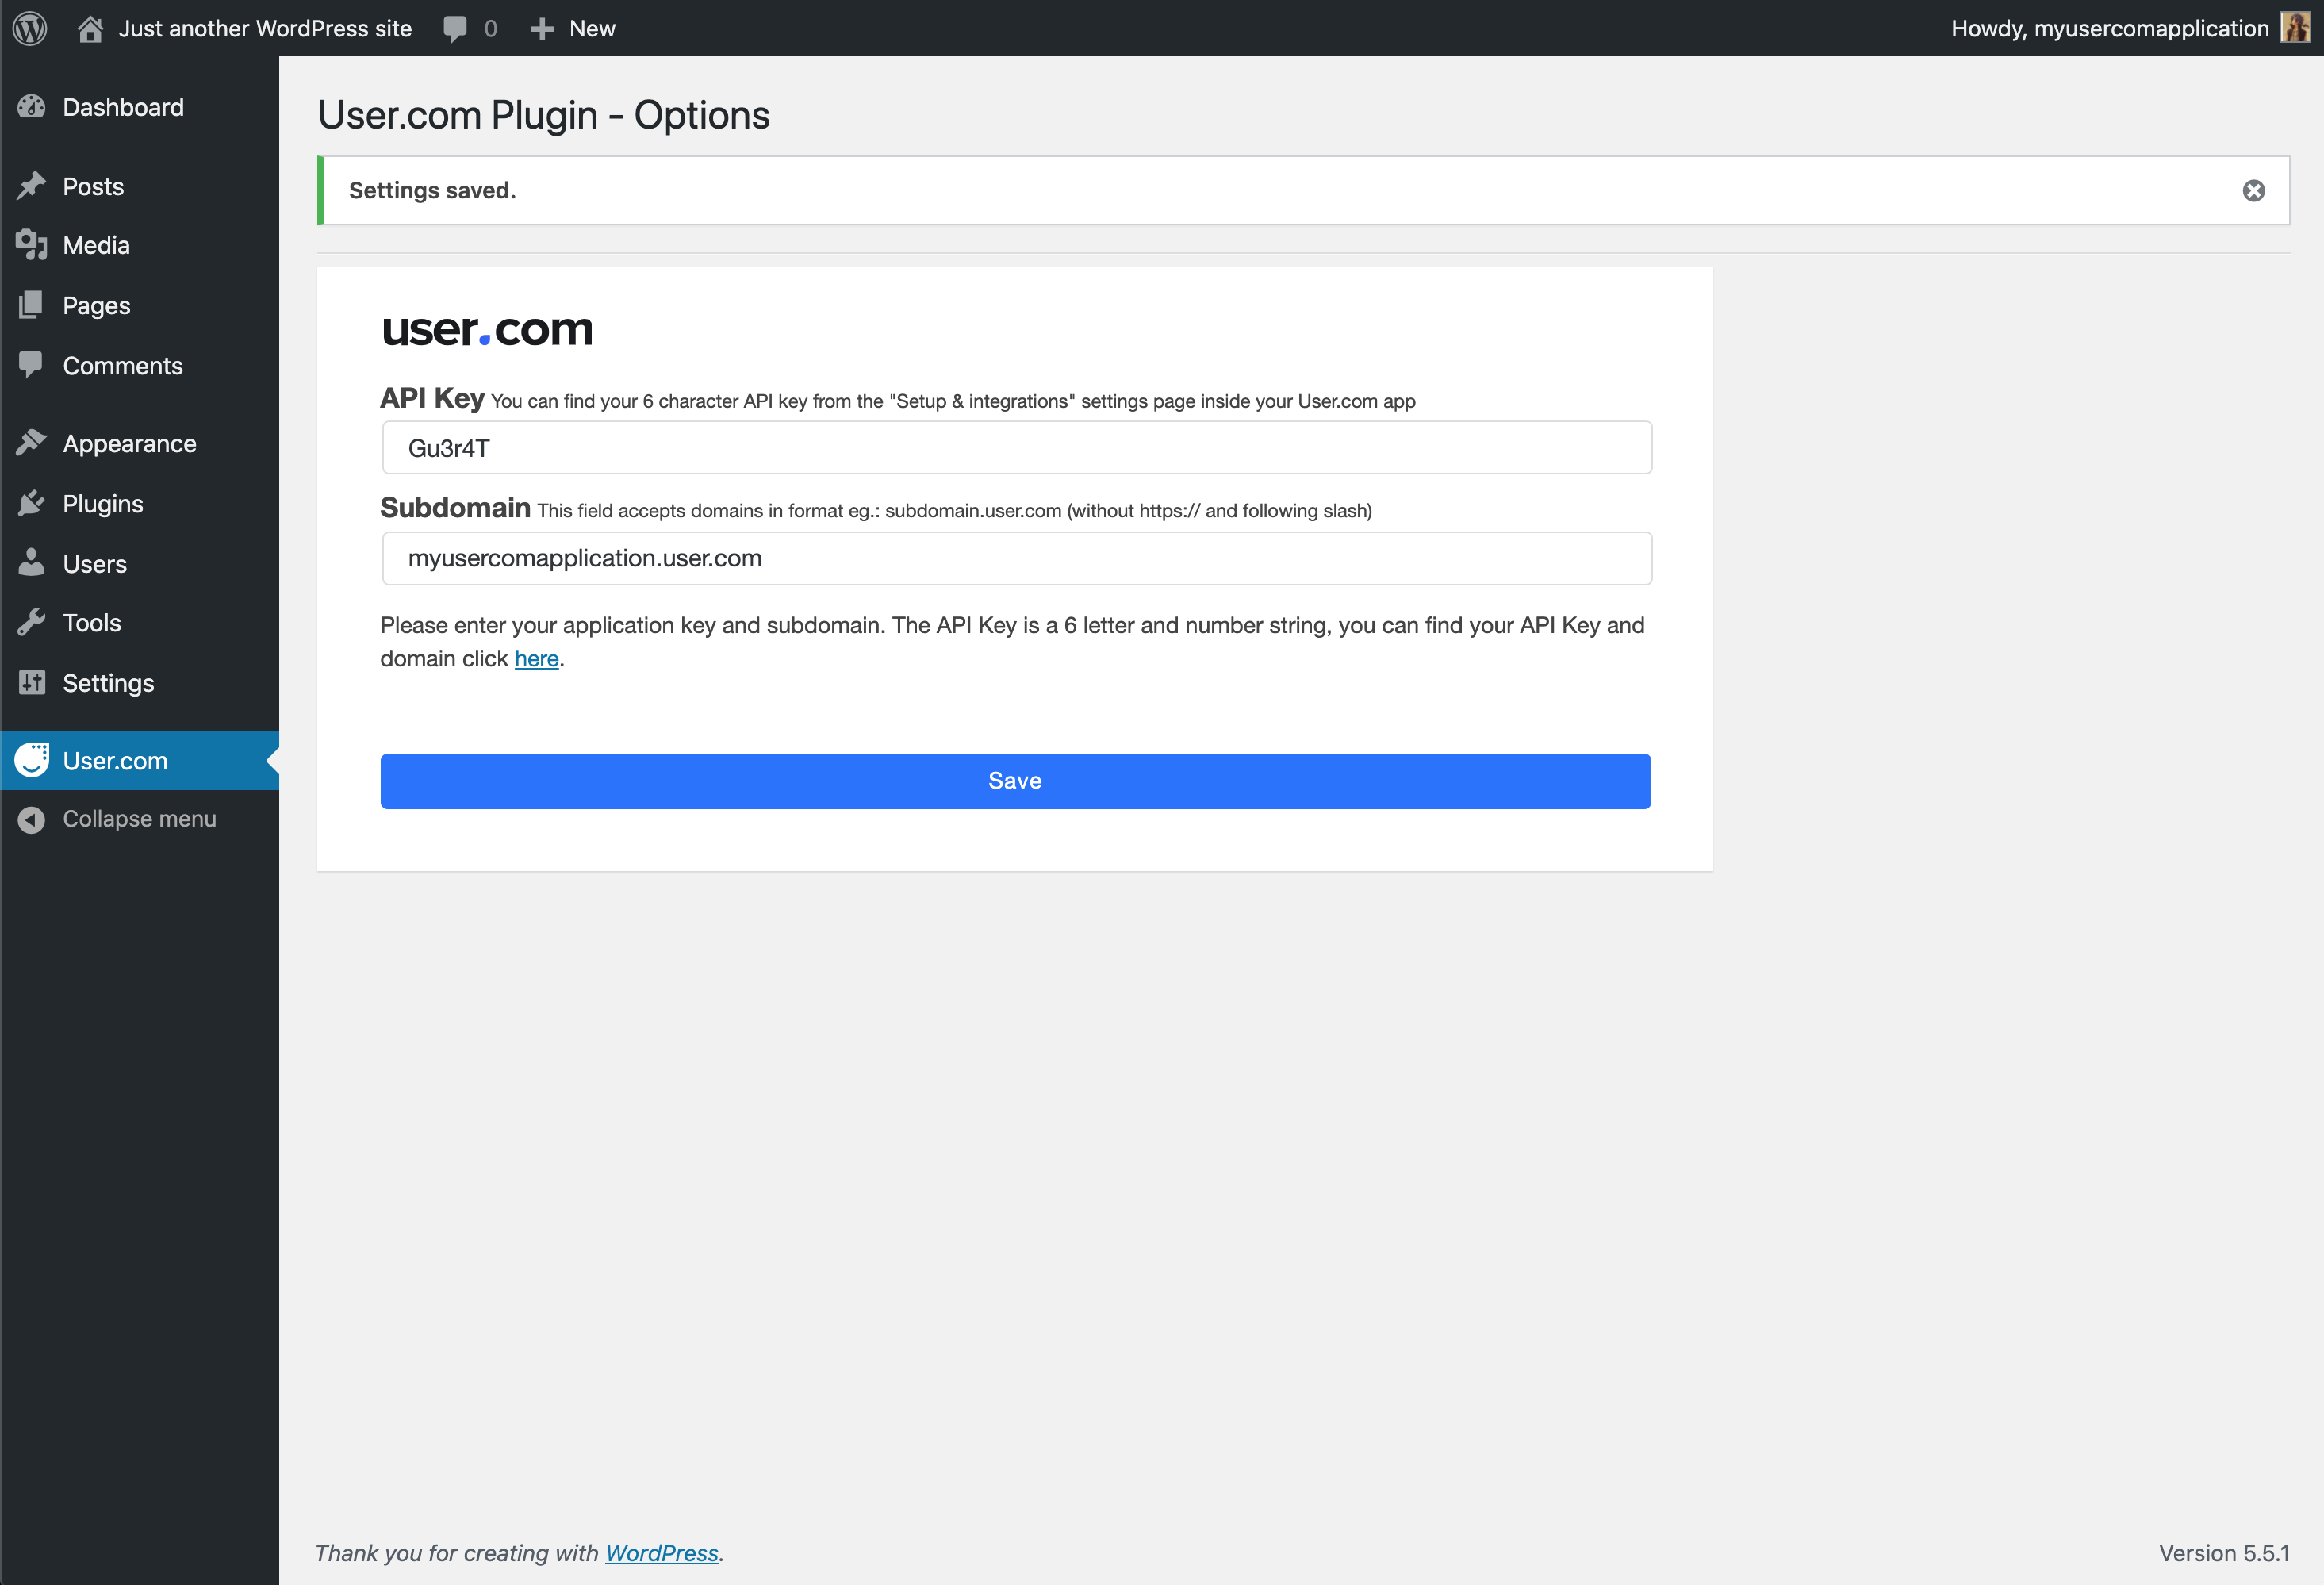 Just another WordPress site 0 New Howdy, myusercomapplication
Dashboard
Posts
Media
Pages
Comments
Appearance
Plugins
Users
Tools
Settings
User.com
Collapse menu
User.com Plugin - Options
Settings saved.
user.com
API Key You can find your 6 character API key from the "Setup & integrations" settings page inside your User.com app
Gu3r4T
Subdomain This field accepts domains in format eg.: subdomain.user.com (without https:// and following slash)
myusercomapplication.user.com
Please enter your application key and subdomain. The API Key is a 6 letter and number string, you can find your API Key and
domain click here.
Save
Thank you for creating with WordPress. Version 5.5.1